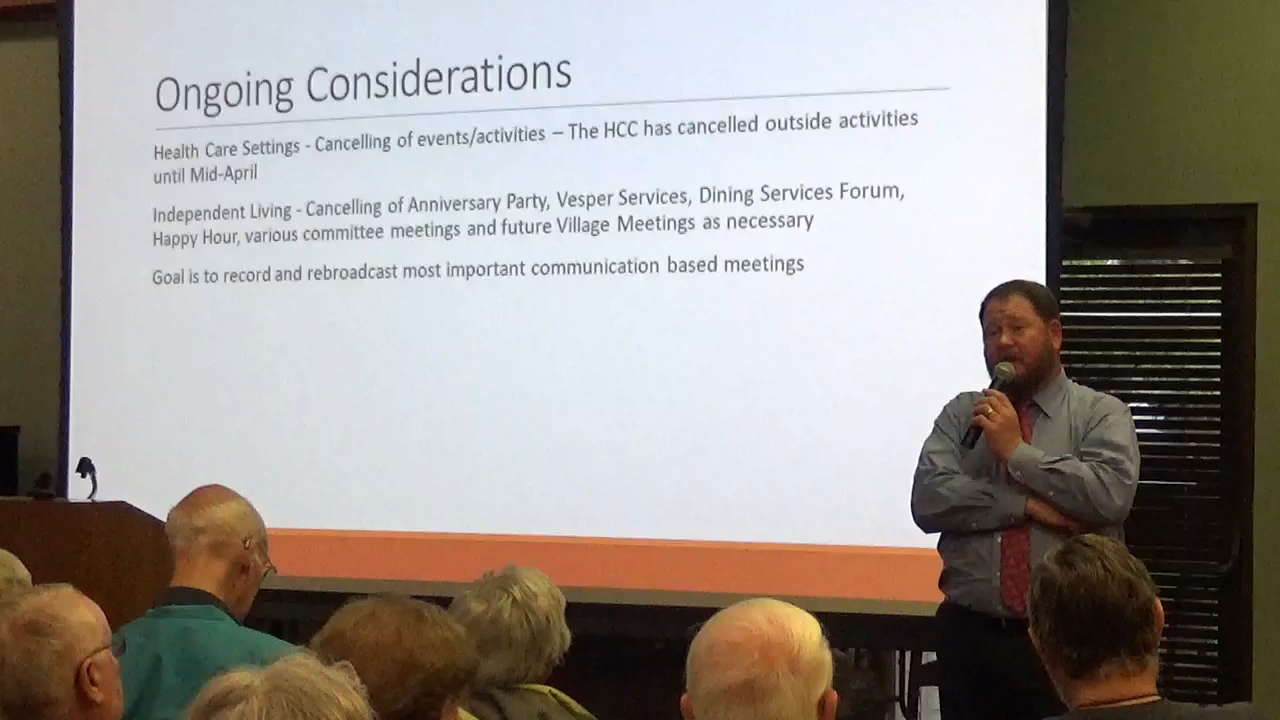 Ongoing Considerations
Health Care Settings - Cancelling of events/activities – The HCC has cancelled outside activities
until Mid-April
Independent Living - Cancelling of Anniversary Party, Vesper Services, Dining Services Forum,
Happy Hour, various committee meetings and future Village Meetings as necessary
Goal is to record and rebroadcast most important communication based meetings